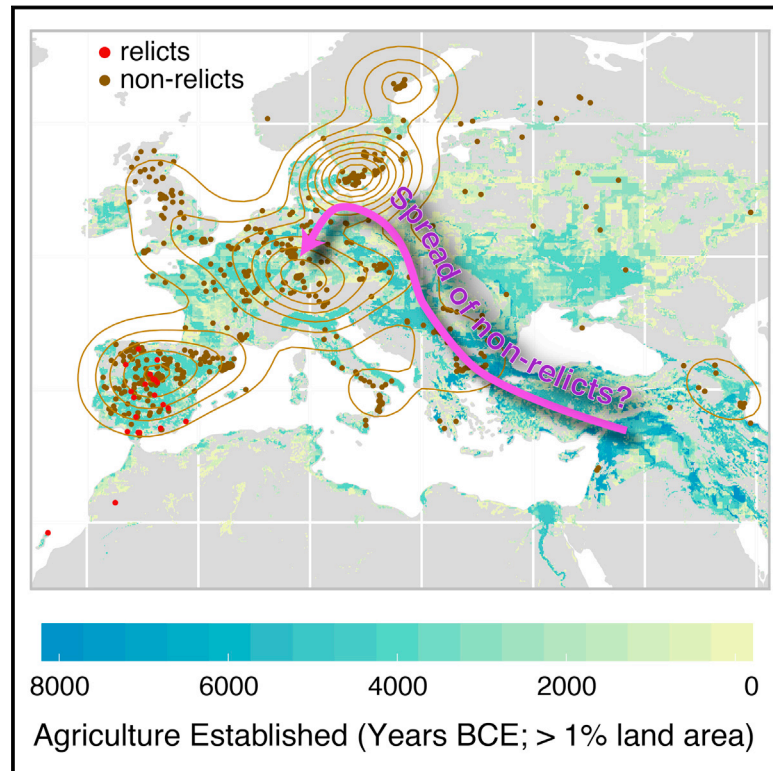 relicts
non-relicts
Spread of non-relicts?
8000 6000 4000 2000 0
Agriculture Established (Years BCE; > 1% land area)